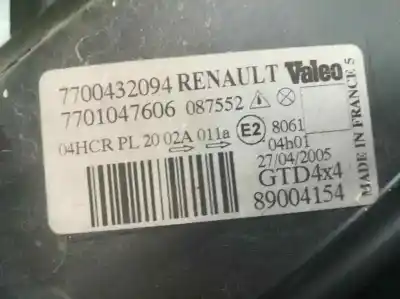 7700432094 RENAULT Valeo
7701047606 087552
04HCR PL 20 02A 011a E2 8061
04h01
27/04/2005
GTD4x4
89004154
MADE IN FRANCE 5